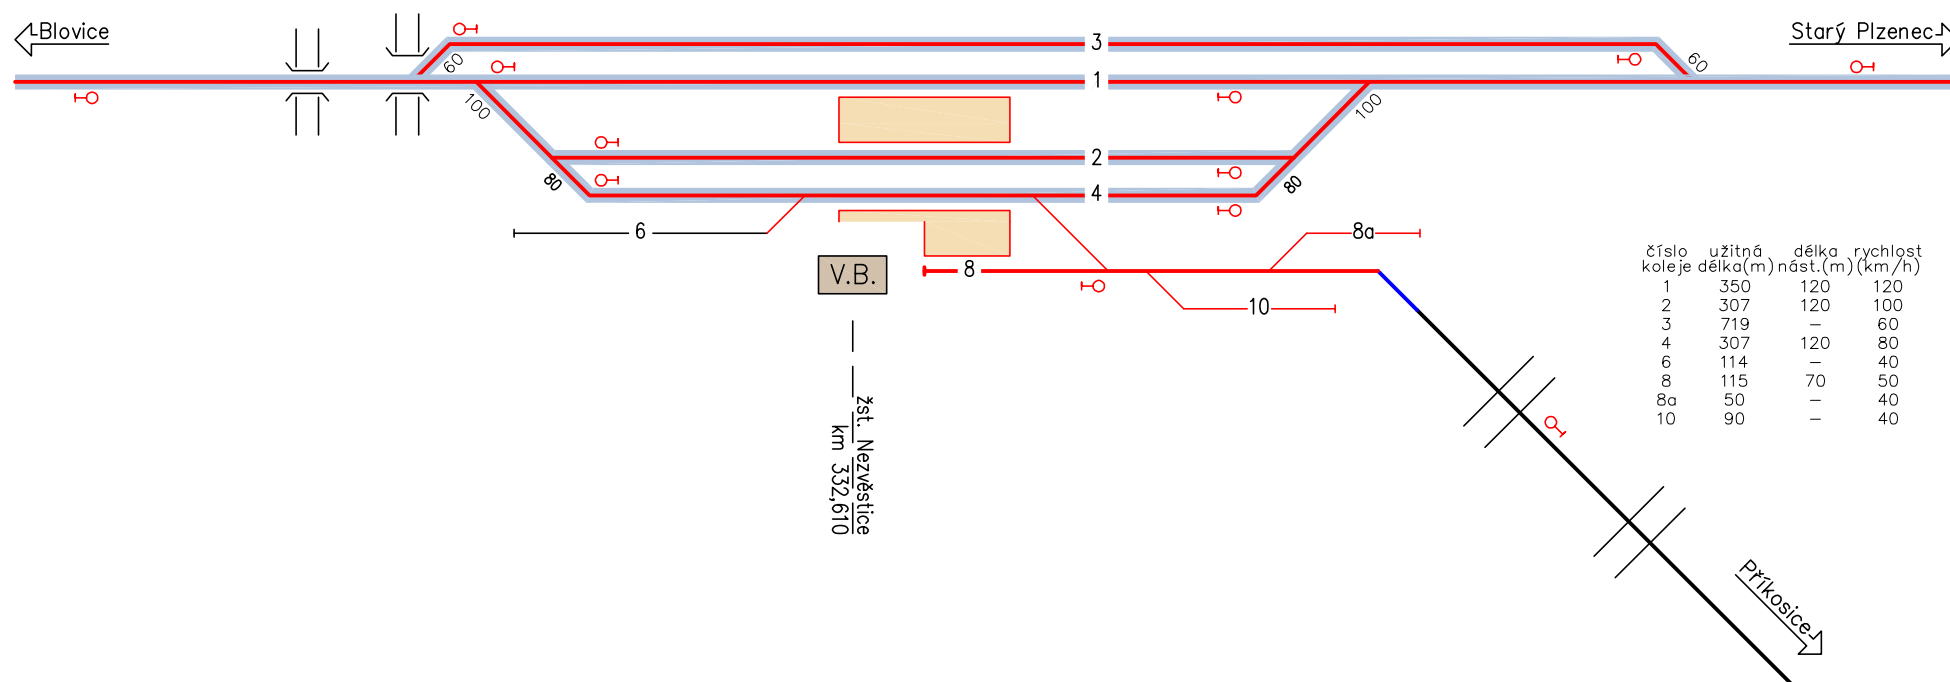 Blovice
Starý Plzenec
3
60
60
1
100
100
2
80
80
4
6
8a
V.B.
8
10
číslo koleje užitná délka(m) délka nást.(m) rychlost (km/h)
1 350 120 120
2 307 120 100
3 719 – 60
4 307 120 80
6 114 – 40
8 115 70 50
8a 50 – 40
10 90 – 40
žst. Nezvěstice
km 332,610
Příkosice